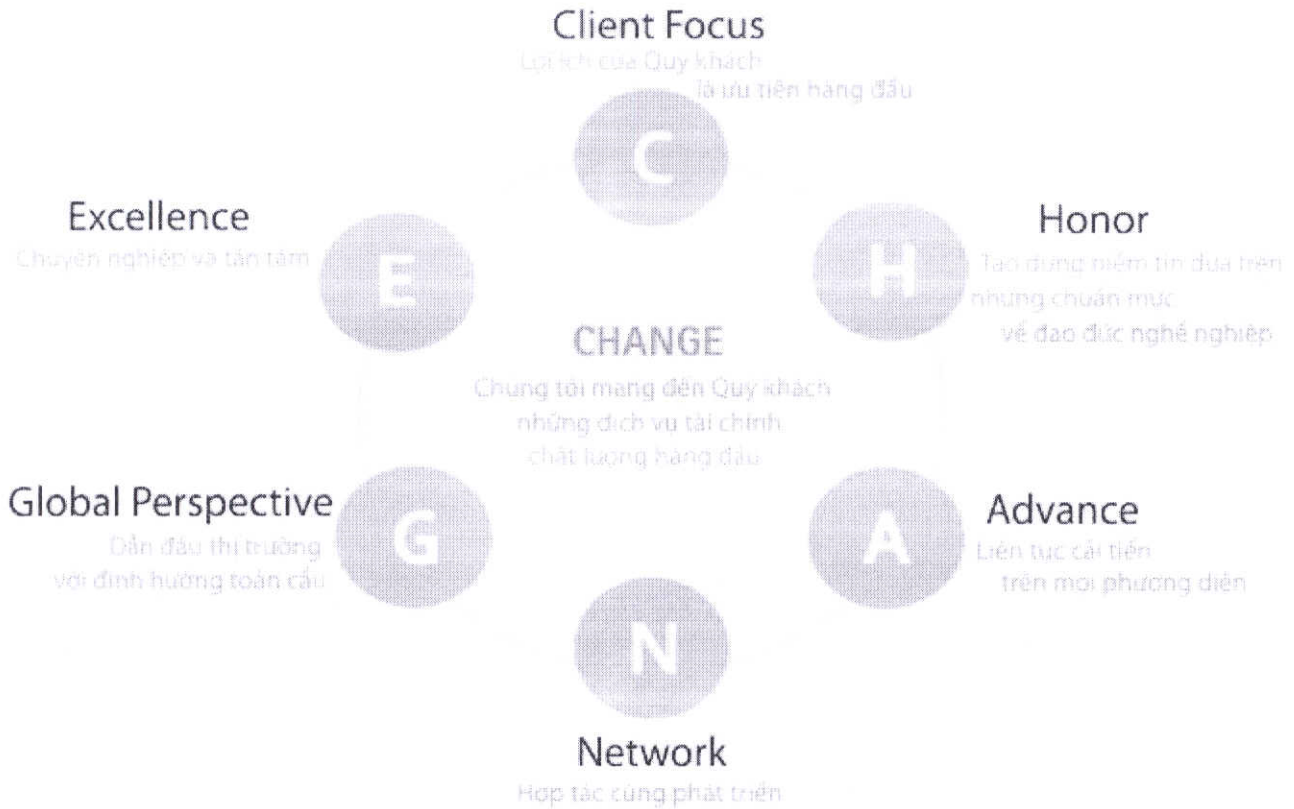 Client Focus
Lợi ích của Quý khách
là ưu tiên hàng đầu
C
Honor
Tạo dựng niềm tin dựa trên
những chuẩn mực
về đạo đức nghề nghiệp
H
Advance
Liên tục cải tiến
trên mọi phương diện
A
Network
Hợp tác cùng phát triển
N
Global Perspective
Dẫn đầu thị trường
với định hướng toàn cầu
G
Excellence
Chuyên nghiệp và tận tâm
E
CHANGE
Chúng tôi mang đến Quý khách
những dịch vụ tài chính
chất lượng hàng đầu